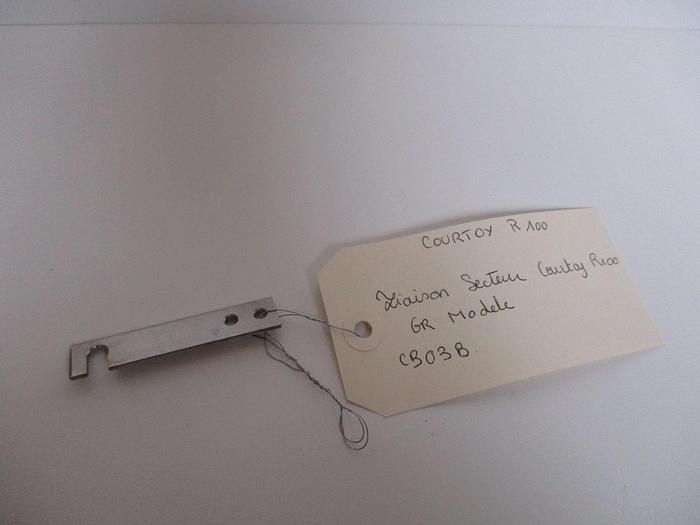 COURTOY R 100
Liaison Secteur Courtoy R100
GR Modele
CB03B.